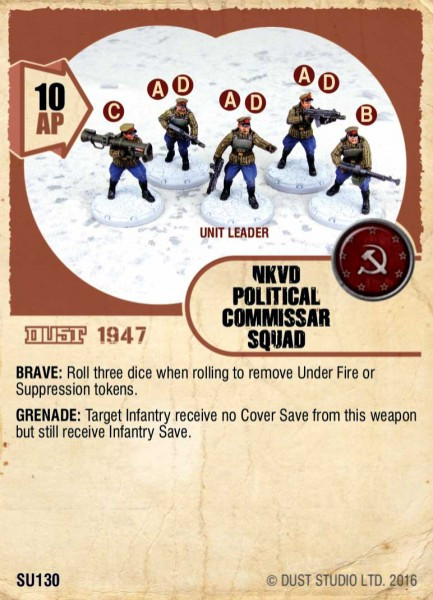 10
AP
C
A D
A D
A D
B
UNIT LEADER
NKVD
POLITICAL
COMMISSAR
SQUAD
DUST 1947
BRAVE: Roll three dice when rolling to remove Under Fire or
Suppression tokens.
GRENADE: Target Infantry receive no Cover Save from this weapon
but still receive Infantry Save.
SU130
© DUST STUDIO LTD. 2016